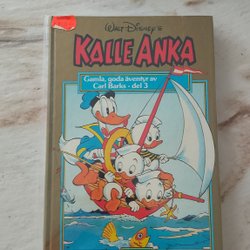 WALT DISNEY'S
KALLE ANKA
Gamla, goda äventyr av
Carl Barks - del 3